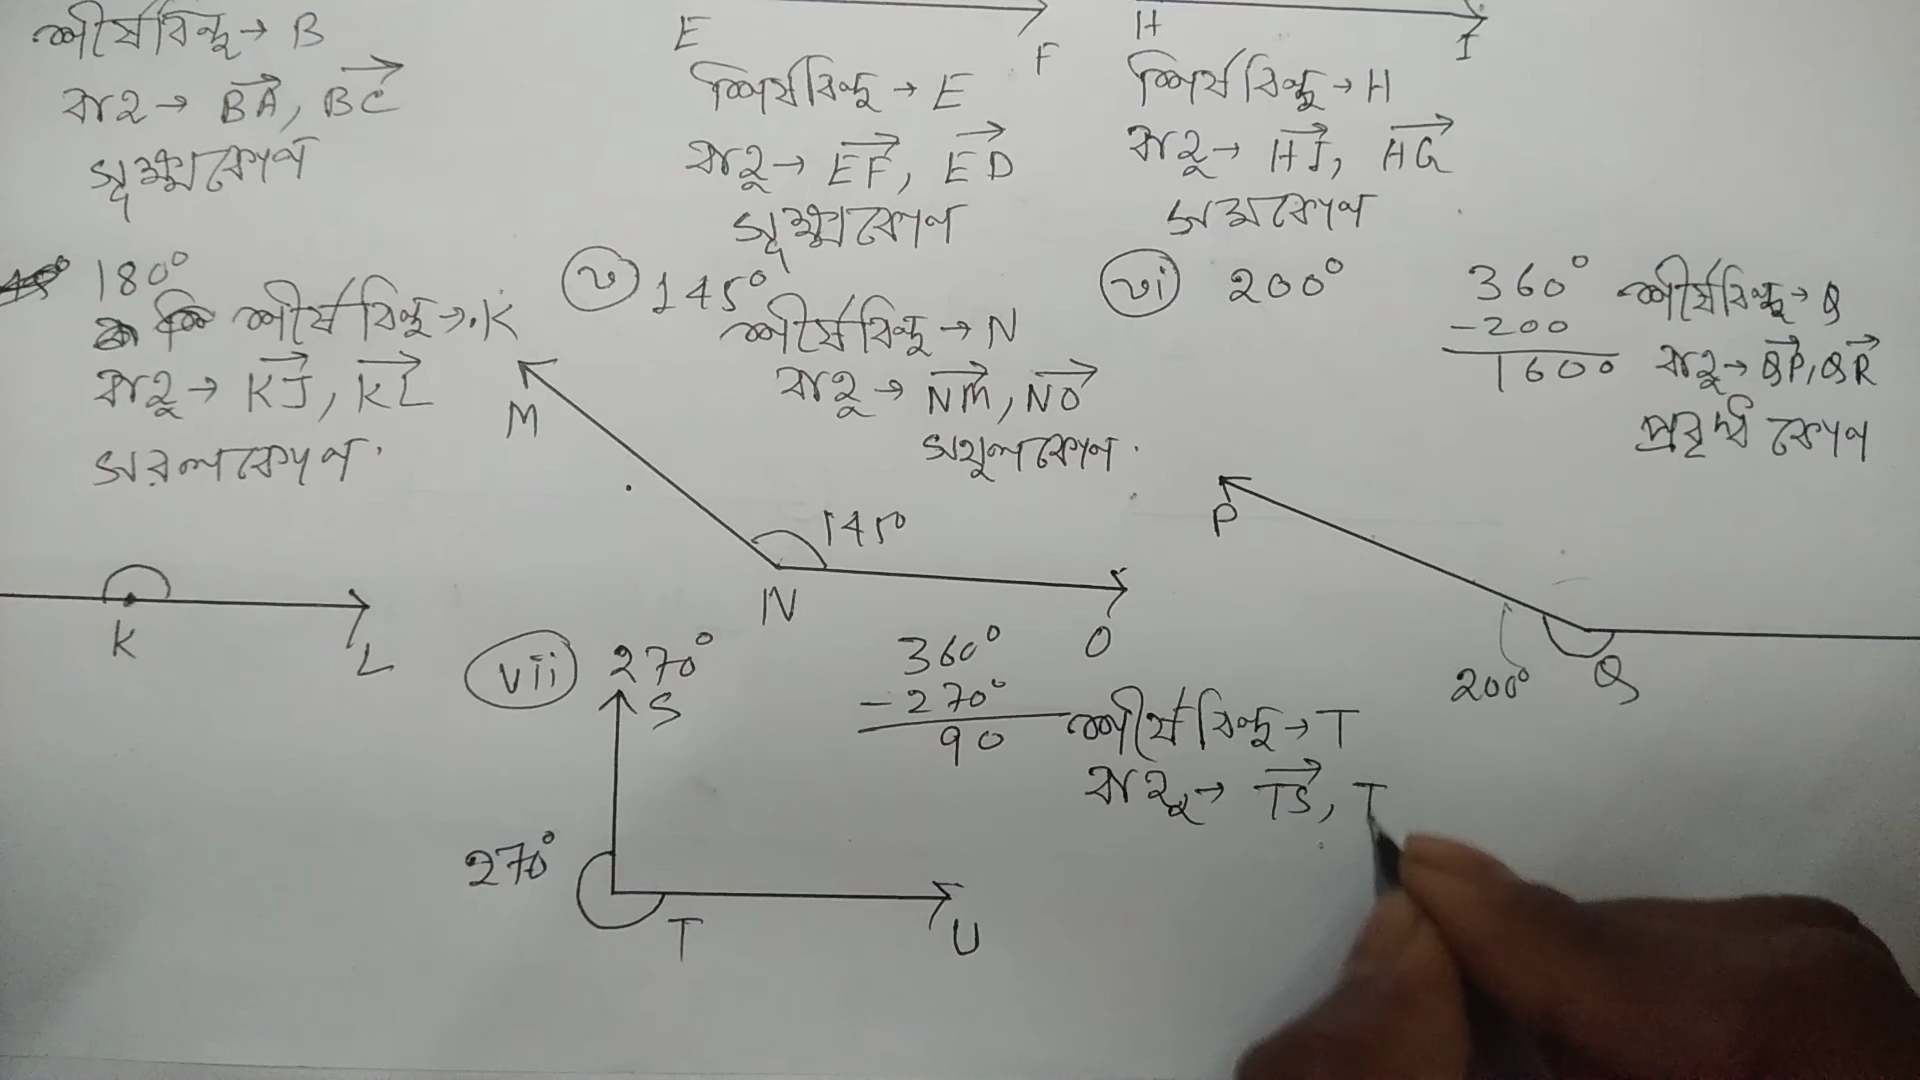 শীর্ষবিন্দু → B
বাহু → BA, BC
সূক্ষ্মকোণ
E
F
শির্ষবিন্দু → E
বাহু → EF, ED
সূক্ষ্মকোণ
H
I
শির্ষবিন্দু → H
বাহু → HI, HG
সমকোণ
180°
শীর্ষবিন্দু → K
বাহু → KJ, KL
সরলকোণ
K
L
v 145°
শীর্ষবিন্দু → N
বাহু → NM, NO
সথূলকোণ
M
145°
N
O
vi 200°
360°
-200
160°
শীর্ষবিন্দু → Q
বাহু → QP, QR
প্রবৃদ্ধ কোণ
P
200°
Q
vii 270°
S
270°
T
U
360°
-270°
90
শীর্ষবিন্দু → T
বাহু → TS, T